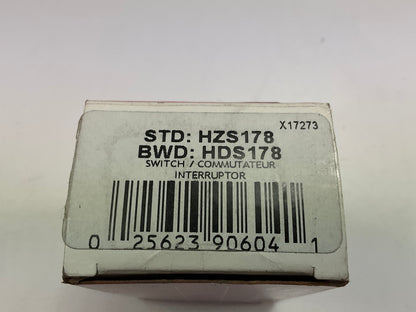 X17273
STD: HZS178
BWD: HDS178
SWITCH / COMMUTATEUR
INTERRUPTOR
0 25623 90604 1